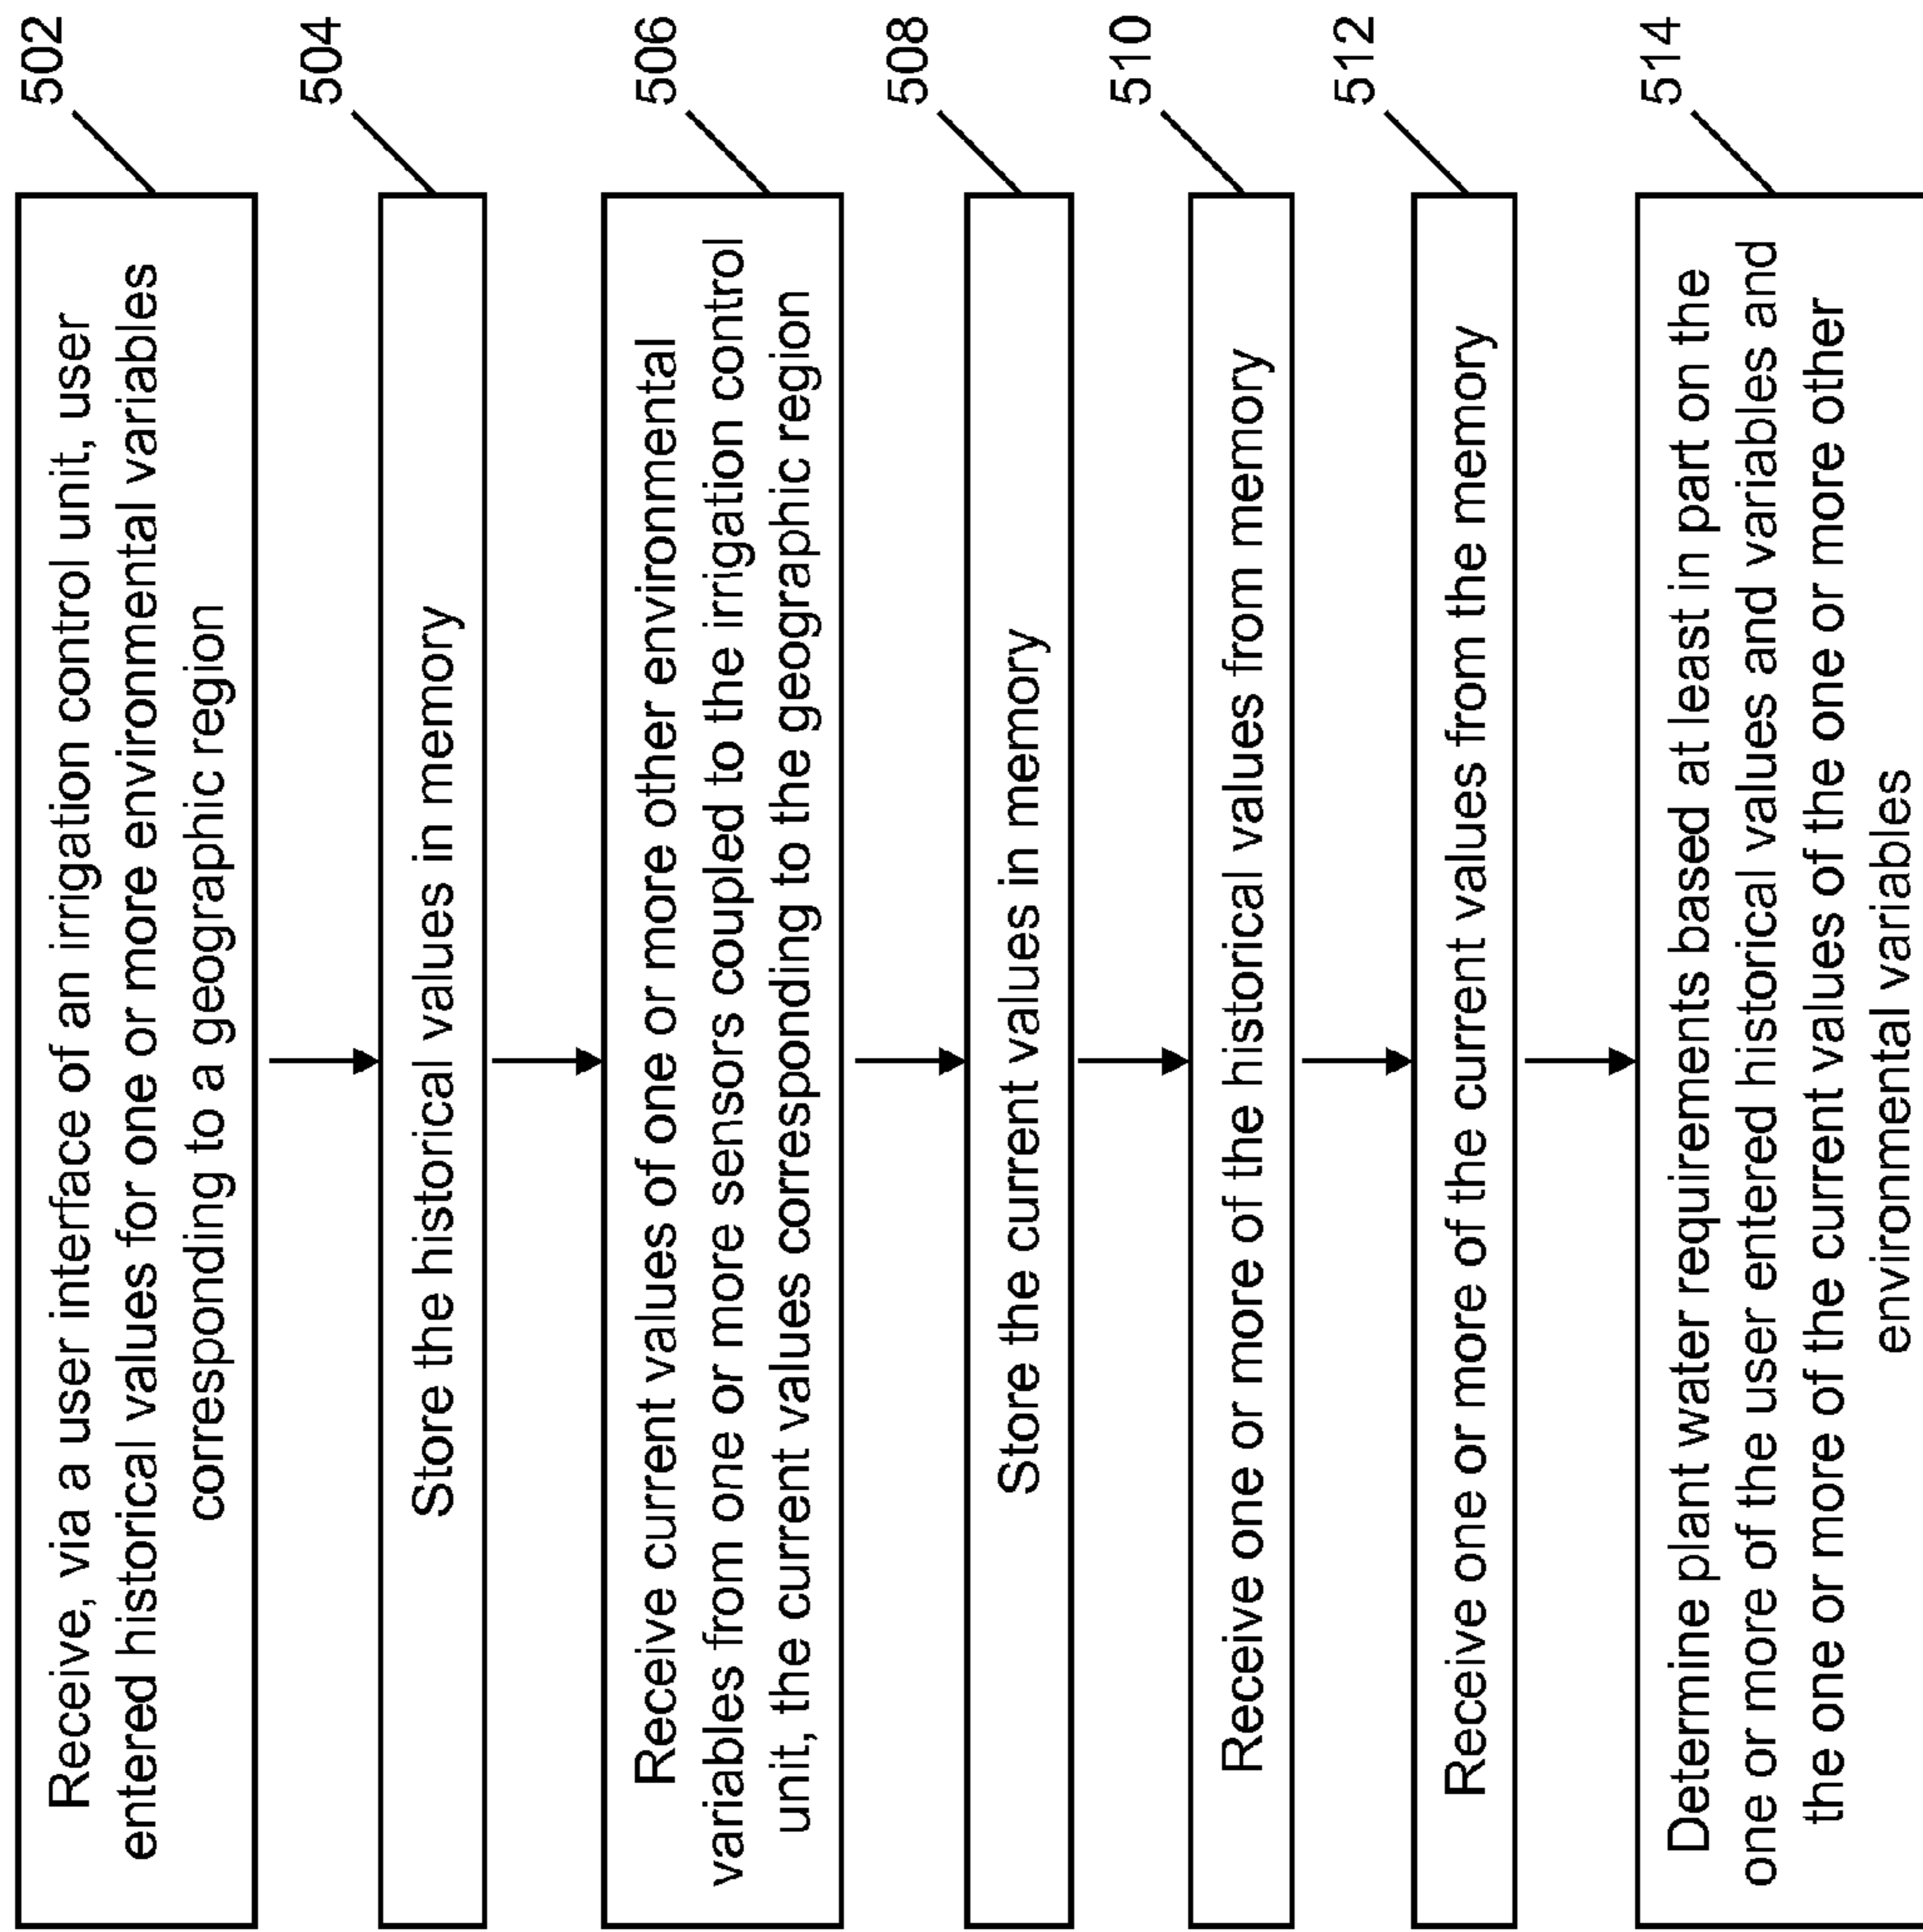 Receive, via a user interface of an irrigation control unit, user
entered historical values for one or more environmental variables
corresponding to a geographic region
502
Store the historical values in memory
504
Receive current values of one or more other environmental
variables from one or more sensors coupled to the irrigation control
unit, the current values corresponding to the geographic region
506
Store the current values in memory
508
Receive one or more of the historical values from memory
510
Receive one or more of the current values from the memory
512
Determine plant water requirements based at least in part on the
one or more of the user entered historical values and variables and
the one or more of the current values of the one or more other
environmental variables
514